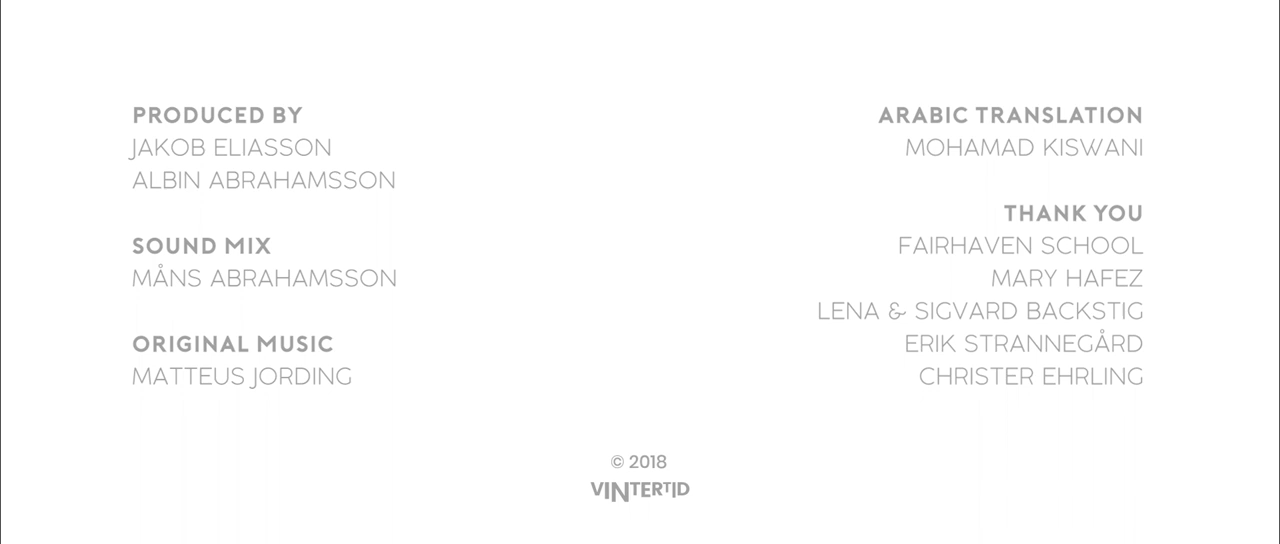 PRODUCED BY
JAKOB ELIASSON
ALBIN ABRAHAMSSON
SOUND MIX
MÅNS ABRAHAMSSON
ORIGINAL MUSIC
MATTEUS JORDING
ARABIC TRANSLATION
MOHAMAD KISWANI
THANK YOU
FAIRHAVEN SCHOOL
MARY HAFEZ
LENA & SIGVARD BACKSTIG
ERIK STRANNEGÅRD
CHRISTER EHRLING
© 2018
VINTERTID